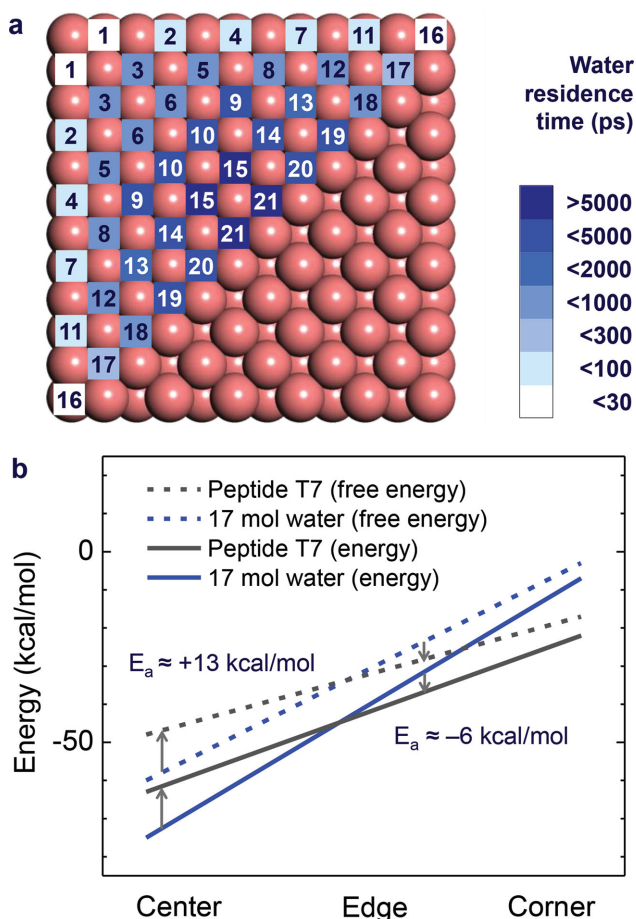 a
1 2 4 7 11 16
1 3 5 8 12 17
3 6 9 13 18
2 6 10 14 19
5 10 15 20
4 9 15 21
8 14 21
7 13 20
12 19
11 18
17
16
Water
residence
time (ps)
>5000
<5000
<2000
<1000
<300
<100
<30
b
Peptide T7 (free energy)
17 mol water (free energy)
Peptide T7 (energy)
17 mol water (energy)
Eₐ ≈ +13 kcal/mol
Eₐ ≈ –6 kcal/mol
0
-50
Energy (kcal/mol)
Center Edge Corner